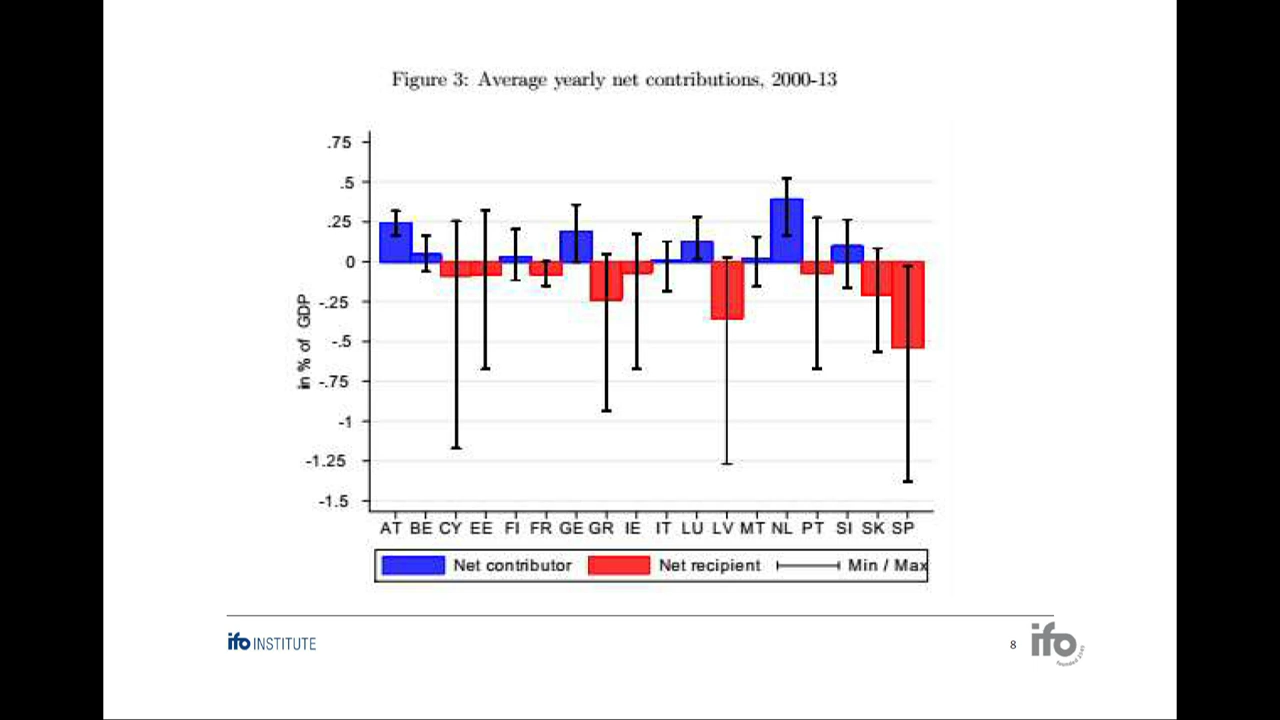 Figure 3: Average yearly net contributions, 2000-13
.75
.5
.25
0
-.25
-.5
-.75
-1
-1.25
-1.5
in % of GDP
AT BE CY EE FI FR GE GR IE IT LU LV MT NL PT SI SK SP
Net contributor Net recipient Min / Max
ifo INSTITUTE
8
ifo